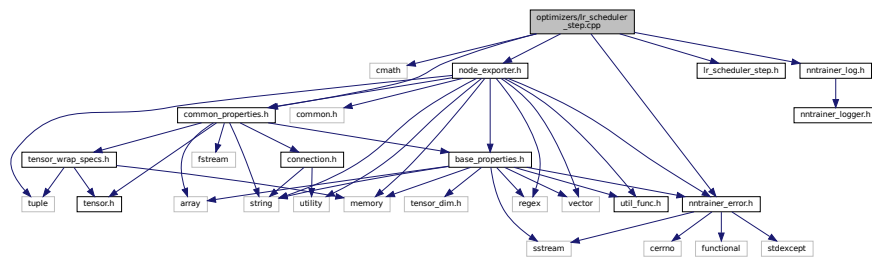 optimizers/lr_scheduler
_step.cpp
cmath
node_exporter.h
lr_scheduler_step.h
nntrainer_log.h
common_properties.h
common.h
nntrainer_logger.h
tensor_wrap_specs.h
fstream
connection.h
base_properties.h
tuple
tensor.h
array
string
utility
memory
tensor_dim.h
regex
vector
util_func.h
nntrainer_error.h
sstream
cerrno
functional
stdexcept